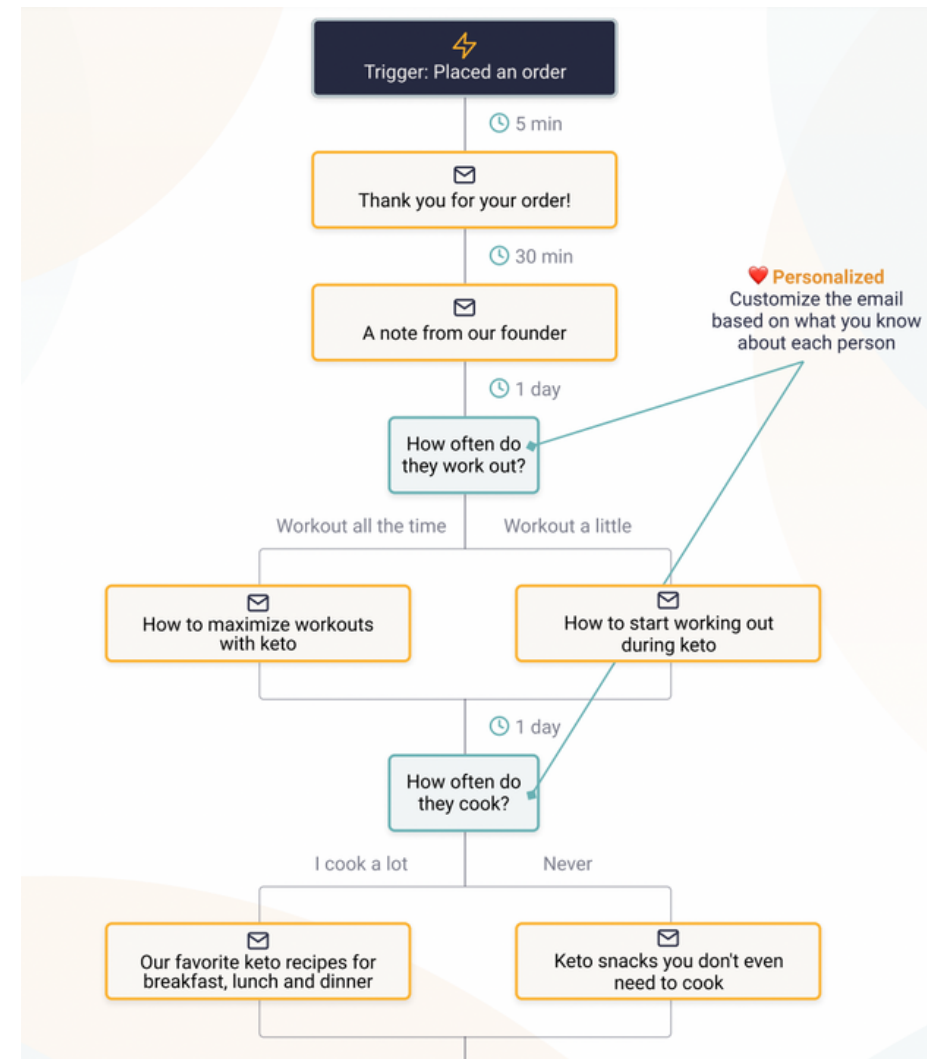 Trigger: Placed an order
5 min
Thank you for your order!
30 min
❤️ Personalized
Customize the email
based on what you know
about each person
A note from our founder
1 day
How often do
they work out?
Workout all the time
Workout a little
How to maximize workouts
with keto
How to start working out
during keto
1 day
How often do
they cook?
I cook a lot
Never
Our favorite keto recipes for
breakfast, lunch and dinner
Keto snacks you don't even
need to cook